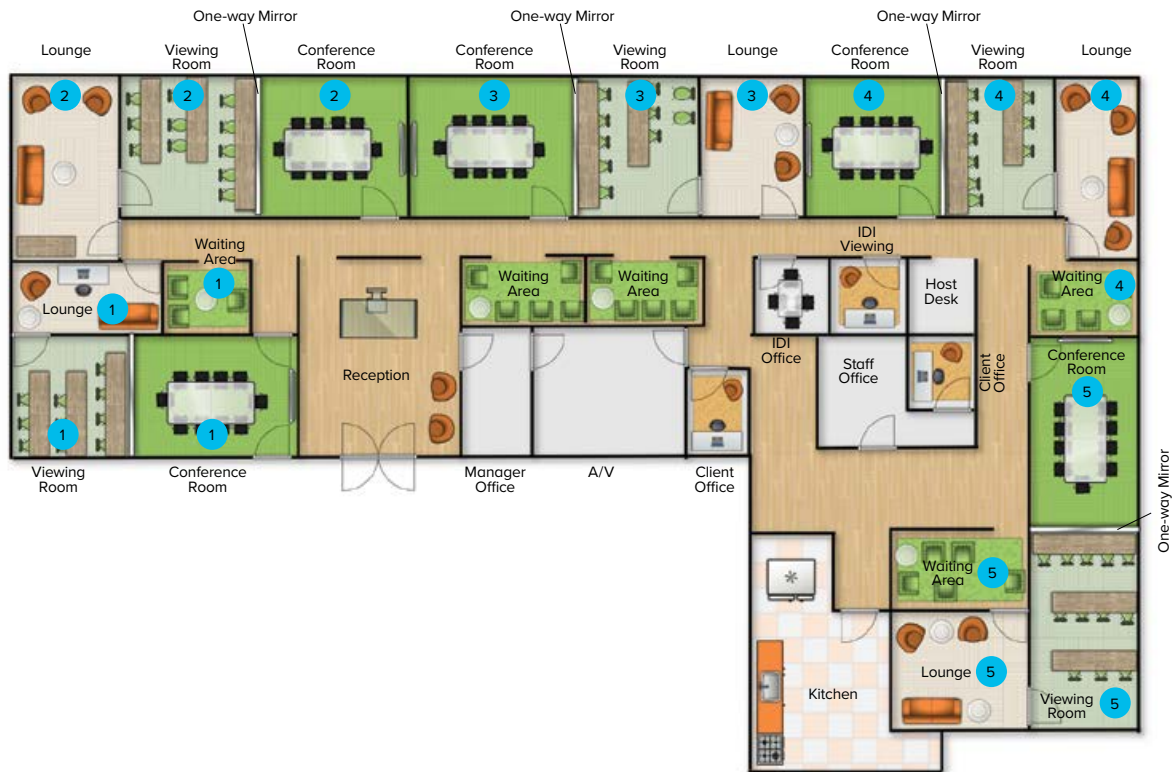 One-way Mirror
One-way Mirror
One-way Mirror
Lounge
Viewing
Room
Conference
Room
Conference
Room
Viewing
Room
Lounge
Conference
Room
Viewing
Room
Lounge
2
2
2
3
3
3
4
4
4
Waiting
Area
1
Lounge
1
Waiting
Area
Waiting
Area
IDI
Viewing
Host
Desk
Waiting
Area
4
Reception
IDI
Office
Staff
Office
Client
Office
Conference
Room
5
1
1
Viewing
Room
Conference
Room
Manager
Office
A/V
Client
Office
One-way Mirror
Waiting
Area
5
Lounge
5
Kitchen
Viewing
Room
5